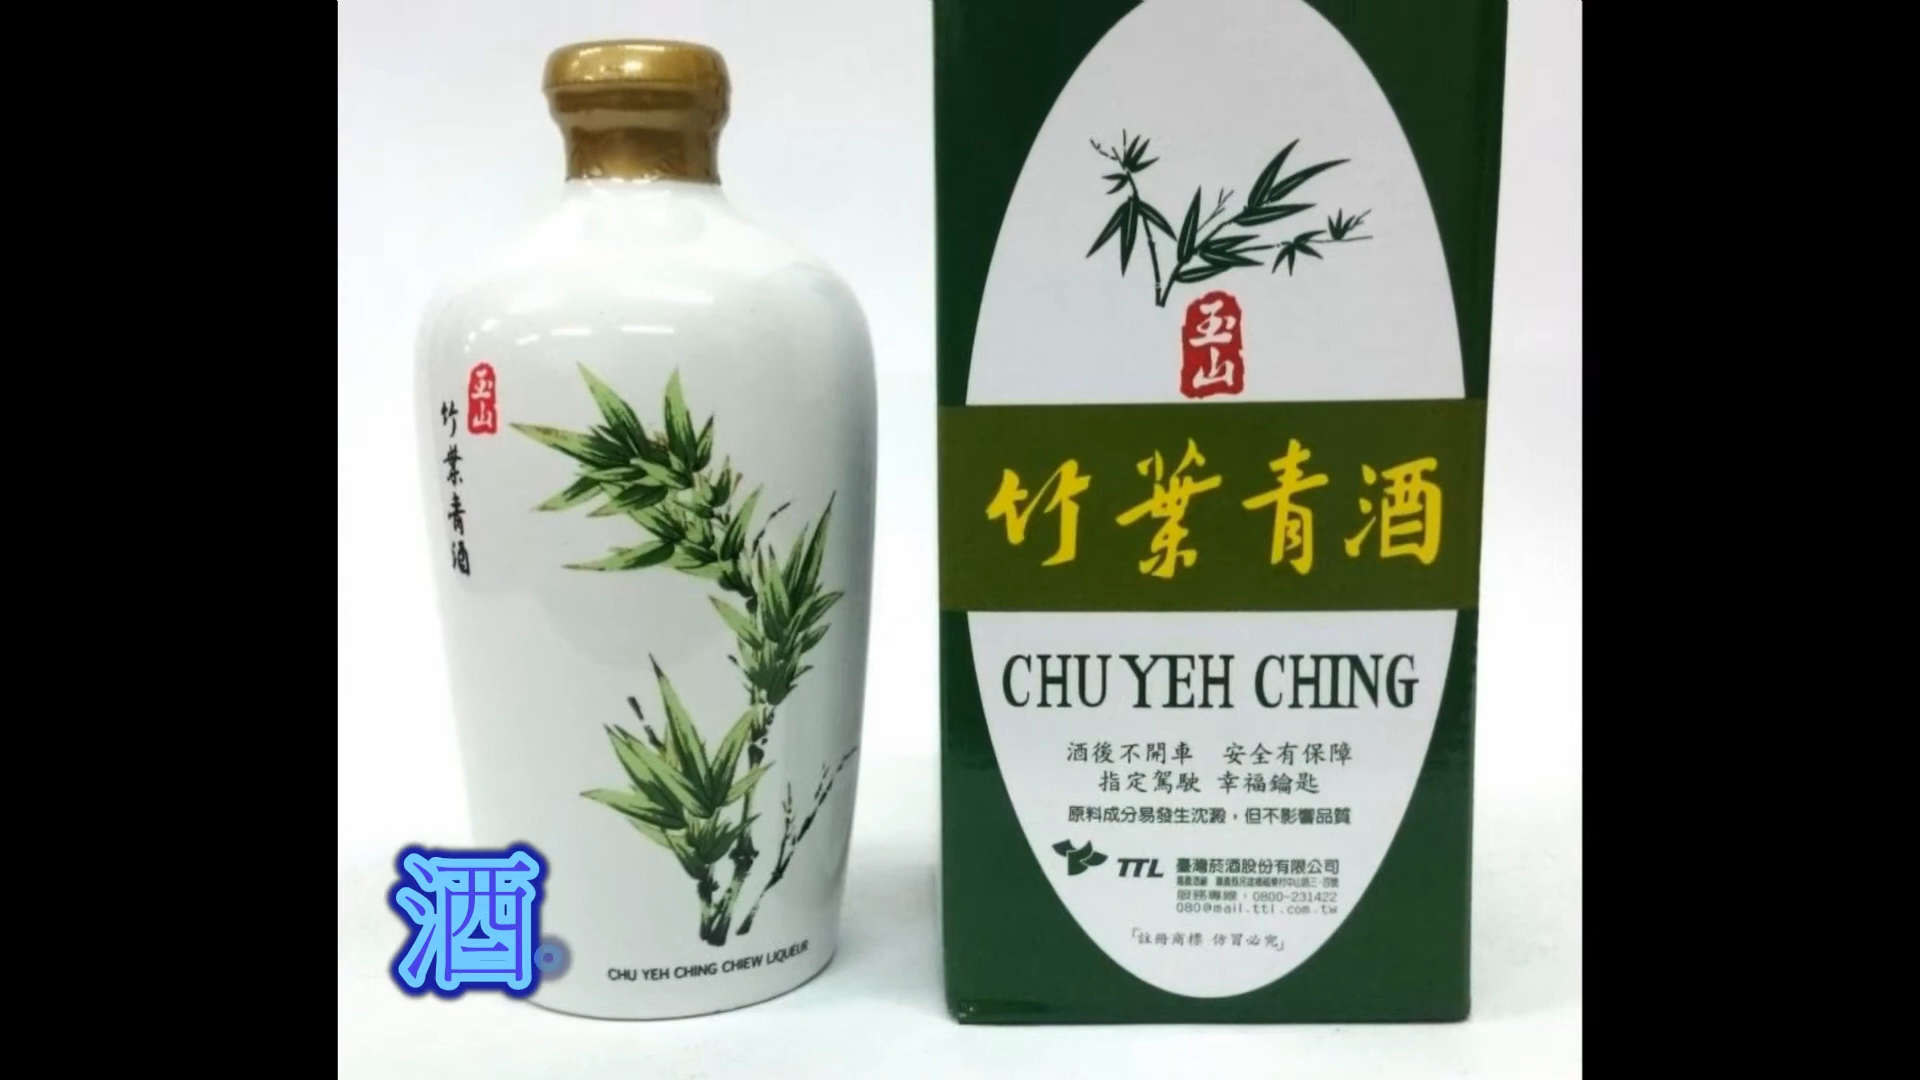 玉山
竹葉青酒
CHU YEH CHING CHIEW LIQUEUR
玉山
竹葉青酒
CHU YEH CHING
酒後不開車 安全有保障
指定駕駛 幸福鑰匙
原料成分易發生沈澱，但不影響品質
TTL 臺灣菸酒股份有限公司
服務專線：0800-231422
080@mail.ttl.com.tw
「註冊商標 仿冒必究」
酒。